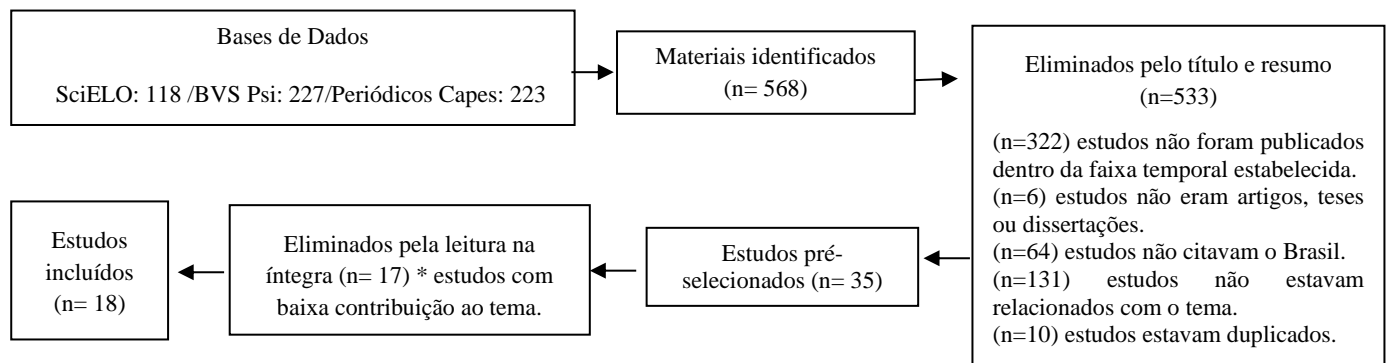 Bases de Dados
SciELO: 118 /BVS Psi: 227/Periódicos Capes: 223
Materiais identificados
(n= 568)
Eliminados pelo título e resumo
(n=533)
(n=322) estudos não foram publicados
dentro da faixa temporal estabelecida.
(n=6) estudos não eram artigos, teses
ou dissertações.
(n=64) estudos não citavam o Brasil.
(n=131) estudos não estavam
relacionados com o tema.
(n=10) estudos estavam duplicados.
Estudos pré-
selecionados (n= 35)
Eliminados pela leitura na
íntegra (n= 17) * estudos com
baixa contribuição ao tema.
Estudos
incluídos
(n= 18)